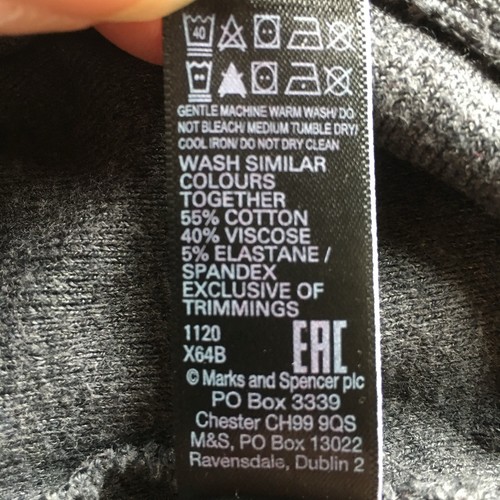 40
GENTLE MACHINE WARM WASH/ DO
NOT BLEACH/ MEDIUM TUMBLE DRY/
COOL IRON/ DO NOT DRY CLEAN
WASH SIMILAR
COLOURS
TOGETHER
55% COTTON
40% VISCOSE
5% ELASTANE /
SPANDEX
EXCLUSIVE OF
TRIMMINGS
1120
X64B
EAC
© Marks and Spencer plc
PO Box 3339
Chester CH99 9QS
M&S, PO Box 13022
Ravensdale, Dublin 2